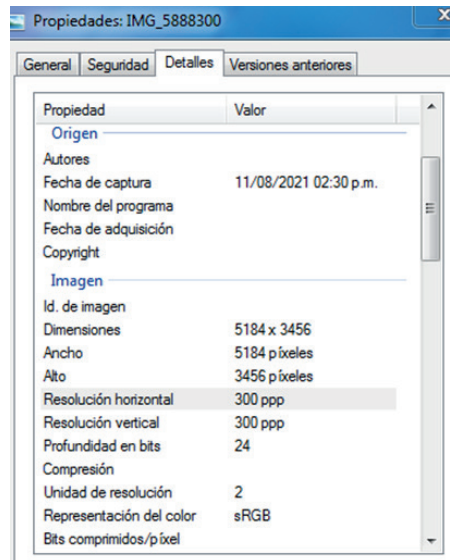 Propiedades: IMG_5888300
General Seguridad Detalles Versiones anteriores
Propiedad Valor
Origen
Autores
Fecha de captura 11/08/2021 02:30 p.m.
Nombre del programa
Fecha de adquisición
Copyright
Imagen
Id. de imagen
Dimensiones 5184 x 3456
Ancho 5184 píxeles
Alto 3456 píxeles
Resolución horizontal 300 ppp
Resolución vertical 300 ppp
Profundidad en bits 24
Compresión
Unidad de resolución 2
Representación del color sRGB
Bits comprimidos/píxel